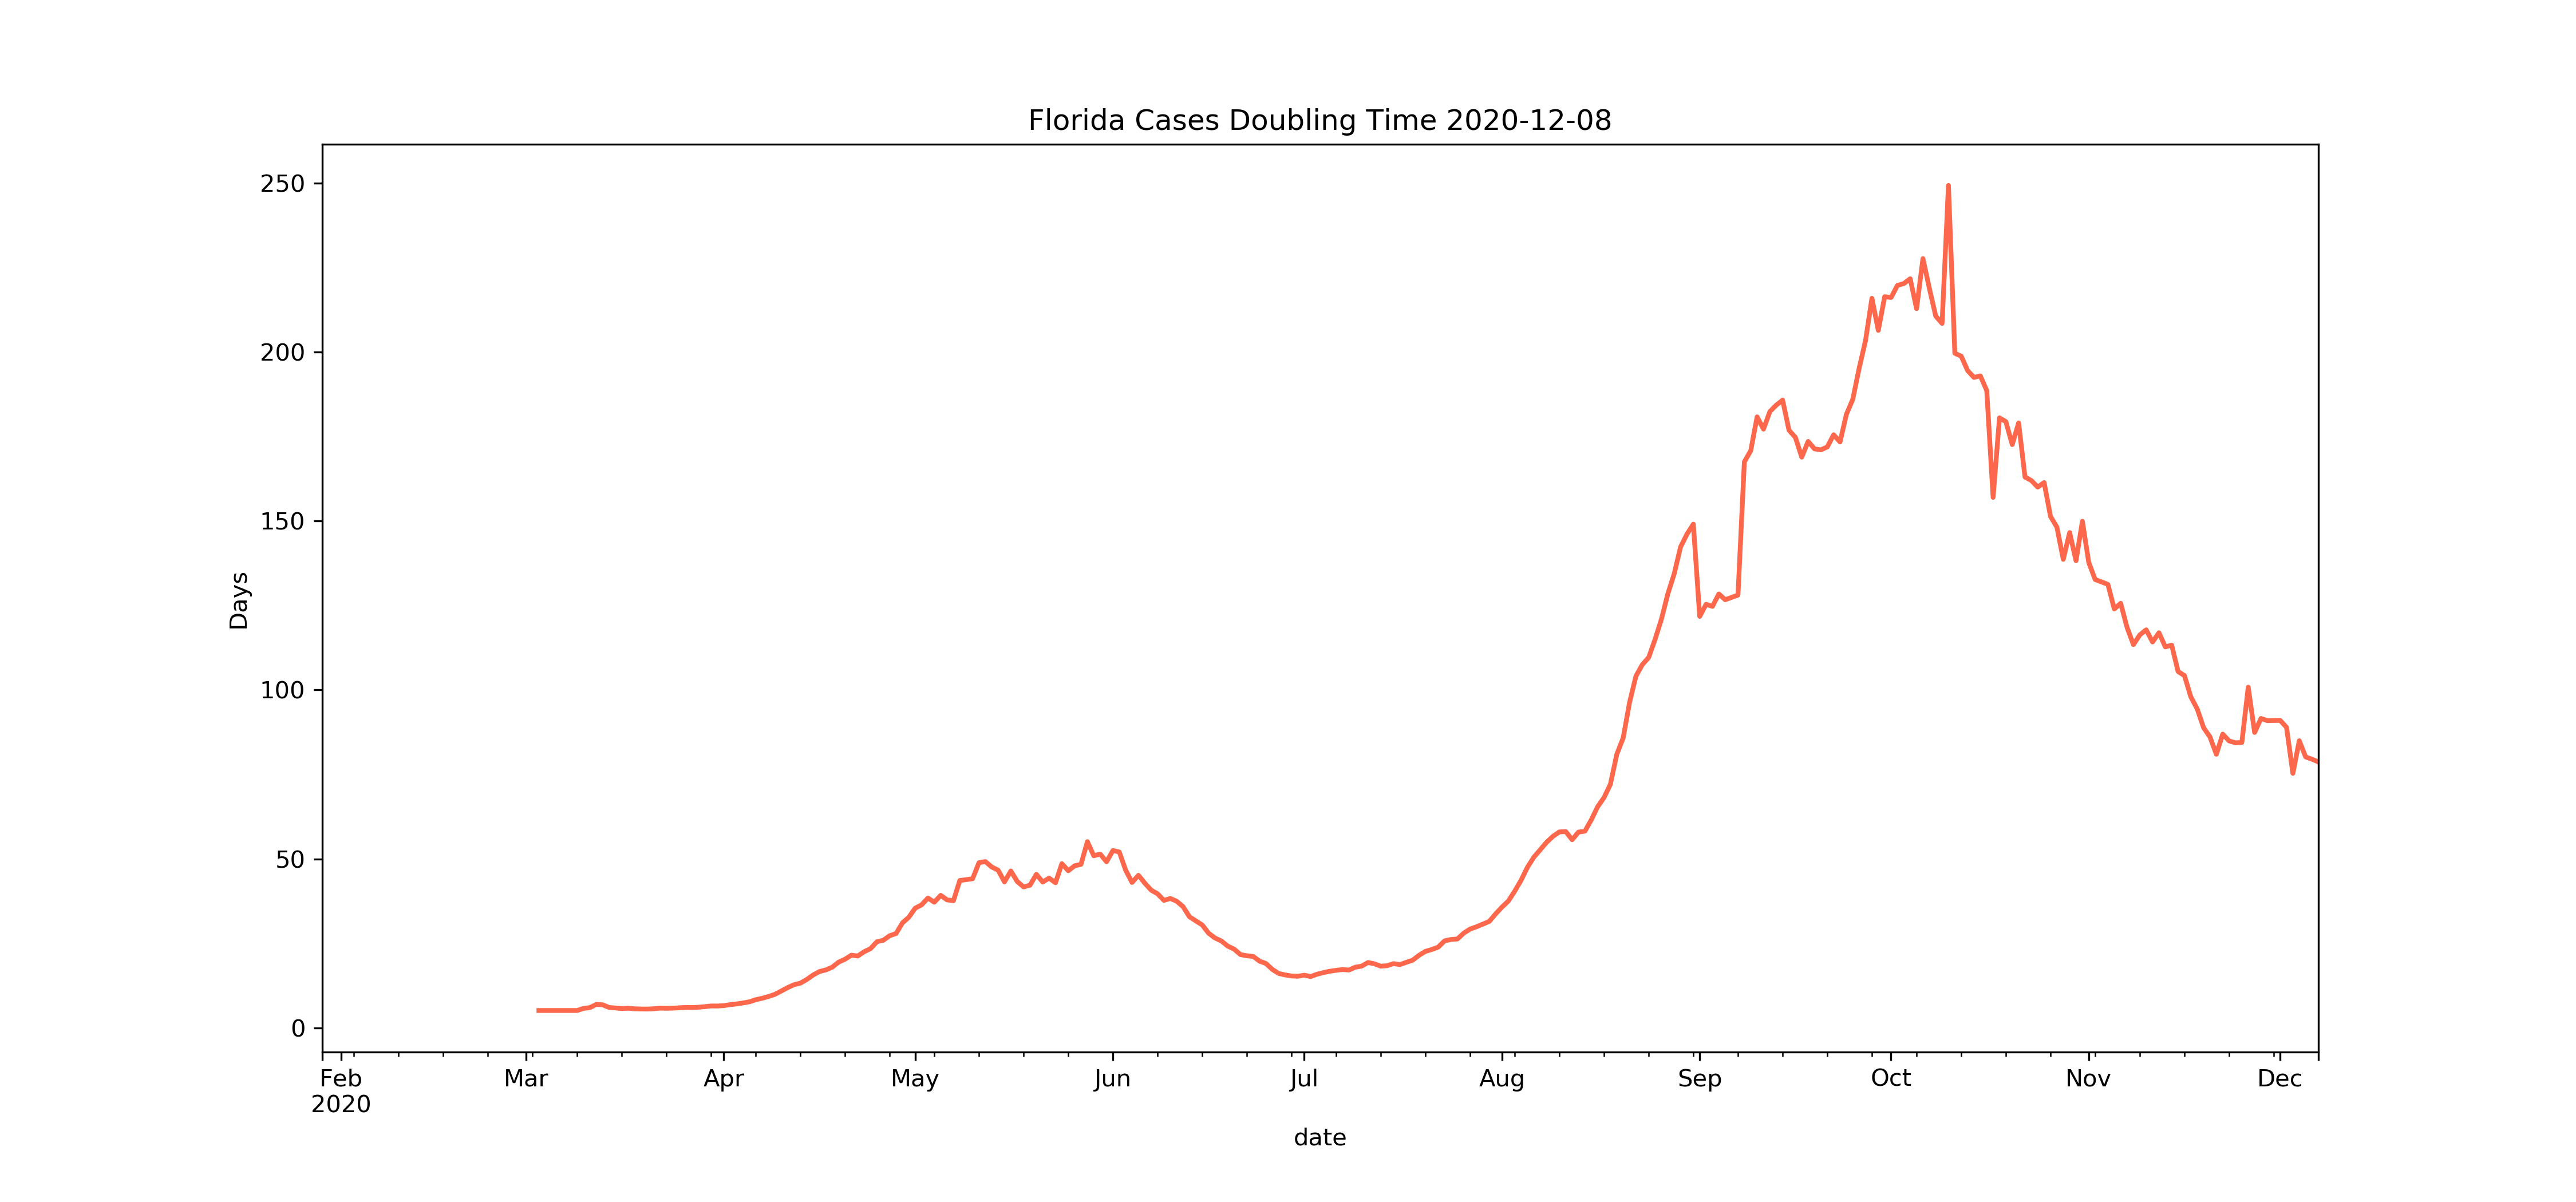 Florida Cases Doubling Time 2020-12-08
250
200
150
100
50
0
Days
Feb Mar Apr May Jun Jul Aug Sep Oct Nov Dec
2020
date